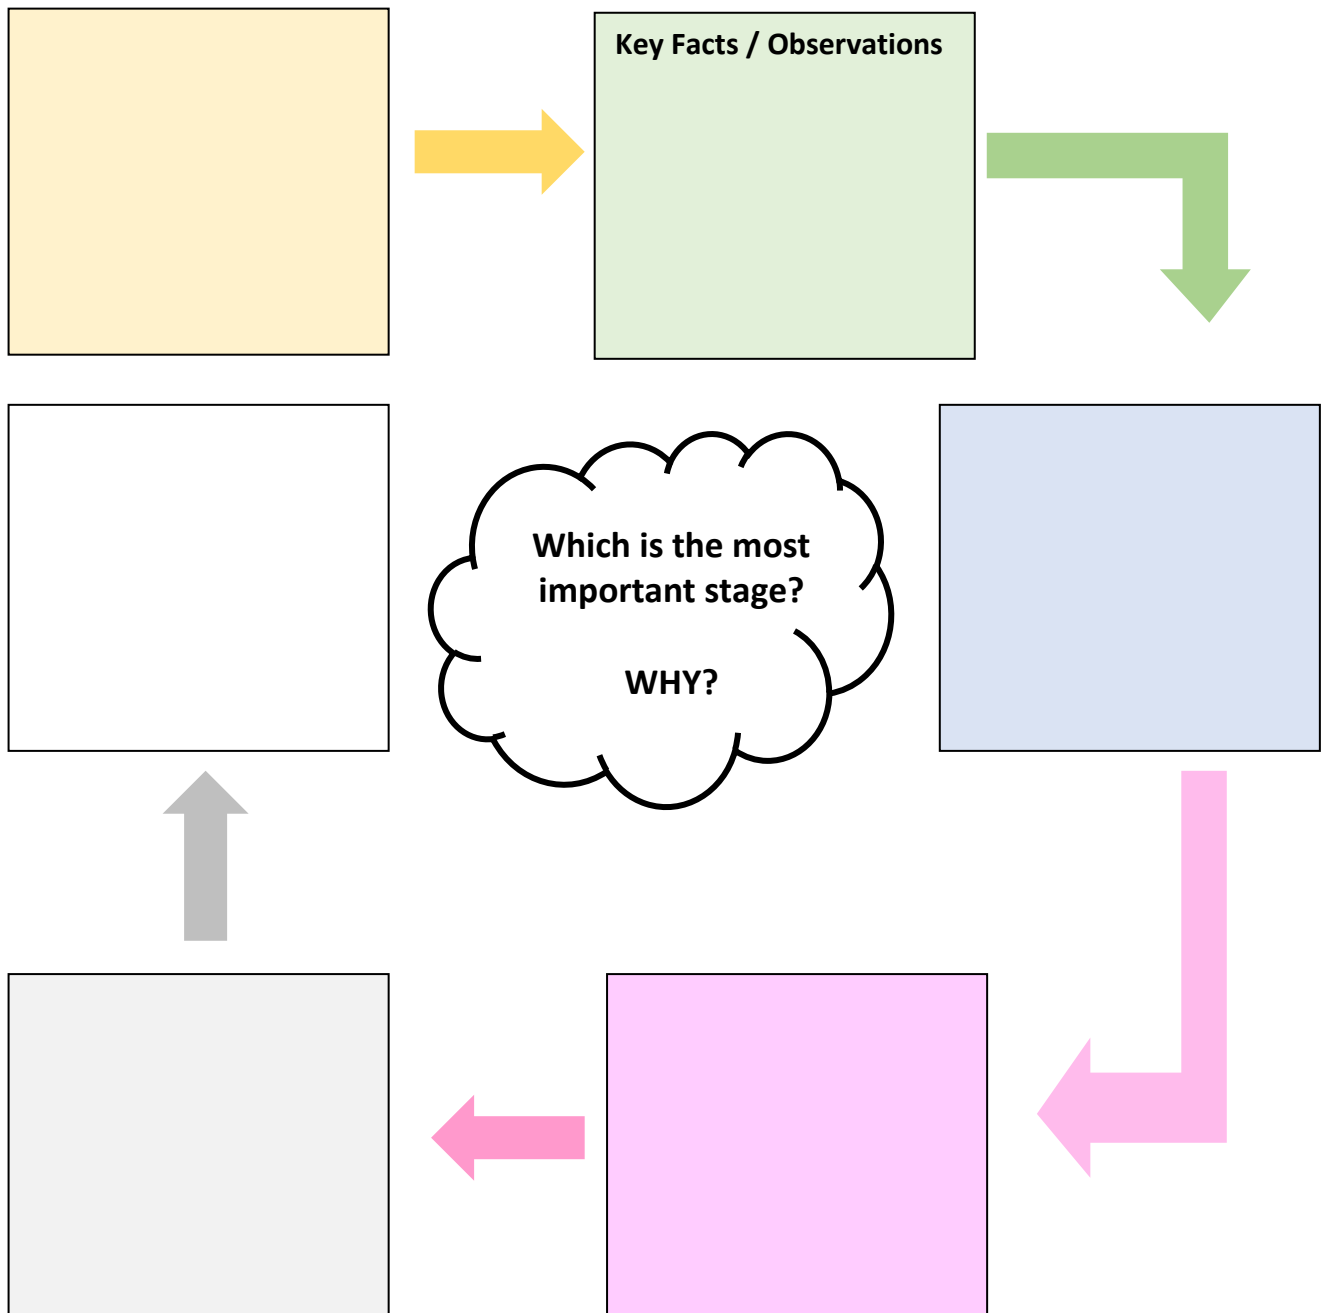 Key Facts / Observations
Which is the most
important stage?
WHY?